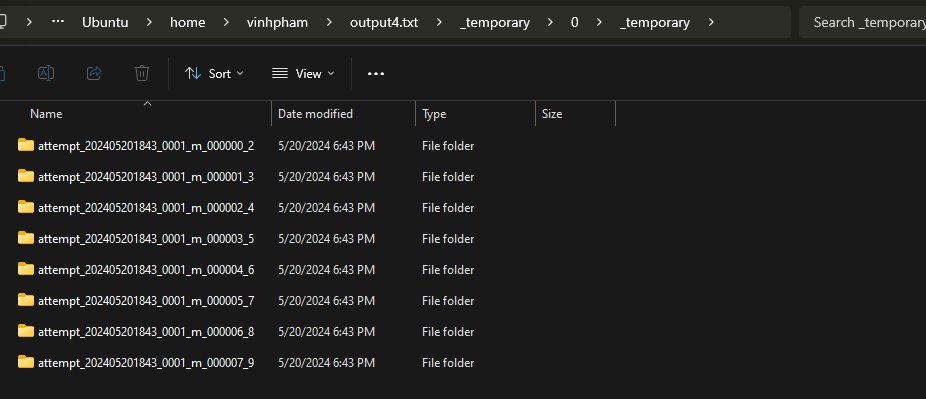 ··· Ubuntu home vinhpham output4.txt _temporary 0 _temporary Search _temporary
Sort View ···
Name Date modified Type Size
attempt_202405201843_0001_m_000000_2 5/20/2024 6:43 PM File folder
attempt_202405201843_0001_m_000001_3 5/20/2024 6:43 PM File folder
attempt_202405201843_0001_m_000002_4 5/20/2024 6:43 PM File folder
attempt_202405201843_0001_m_000003_5 5/20/2024 6:43 PM File folder
attempt_202405201843_0001_m_000004_6 5/20/2024 6:43 PM File folder
attempt_202405201843_0001_m_000005_7 5/20/2024 6:43 PM File folder
attempt_202405201843_0001_m_000006_8 5/20/2024 6:43 PM File folder
attempt_202405201843_0001_m_000007_9 5/20/2024 6:43 PM File folder